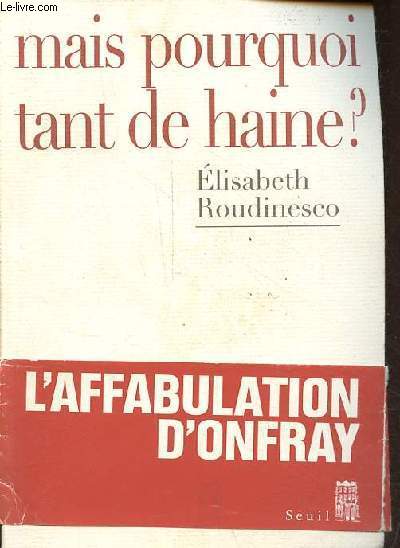 Le-livre.com
mais pourquoi
tant de haine?
Élisabeth
Roudinesco
L'AFFABULATION
D'ONFRAY
Seuil